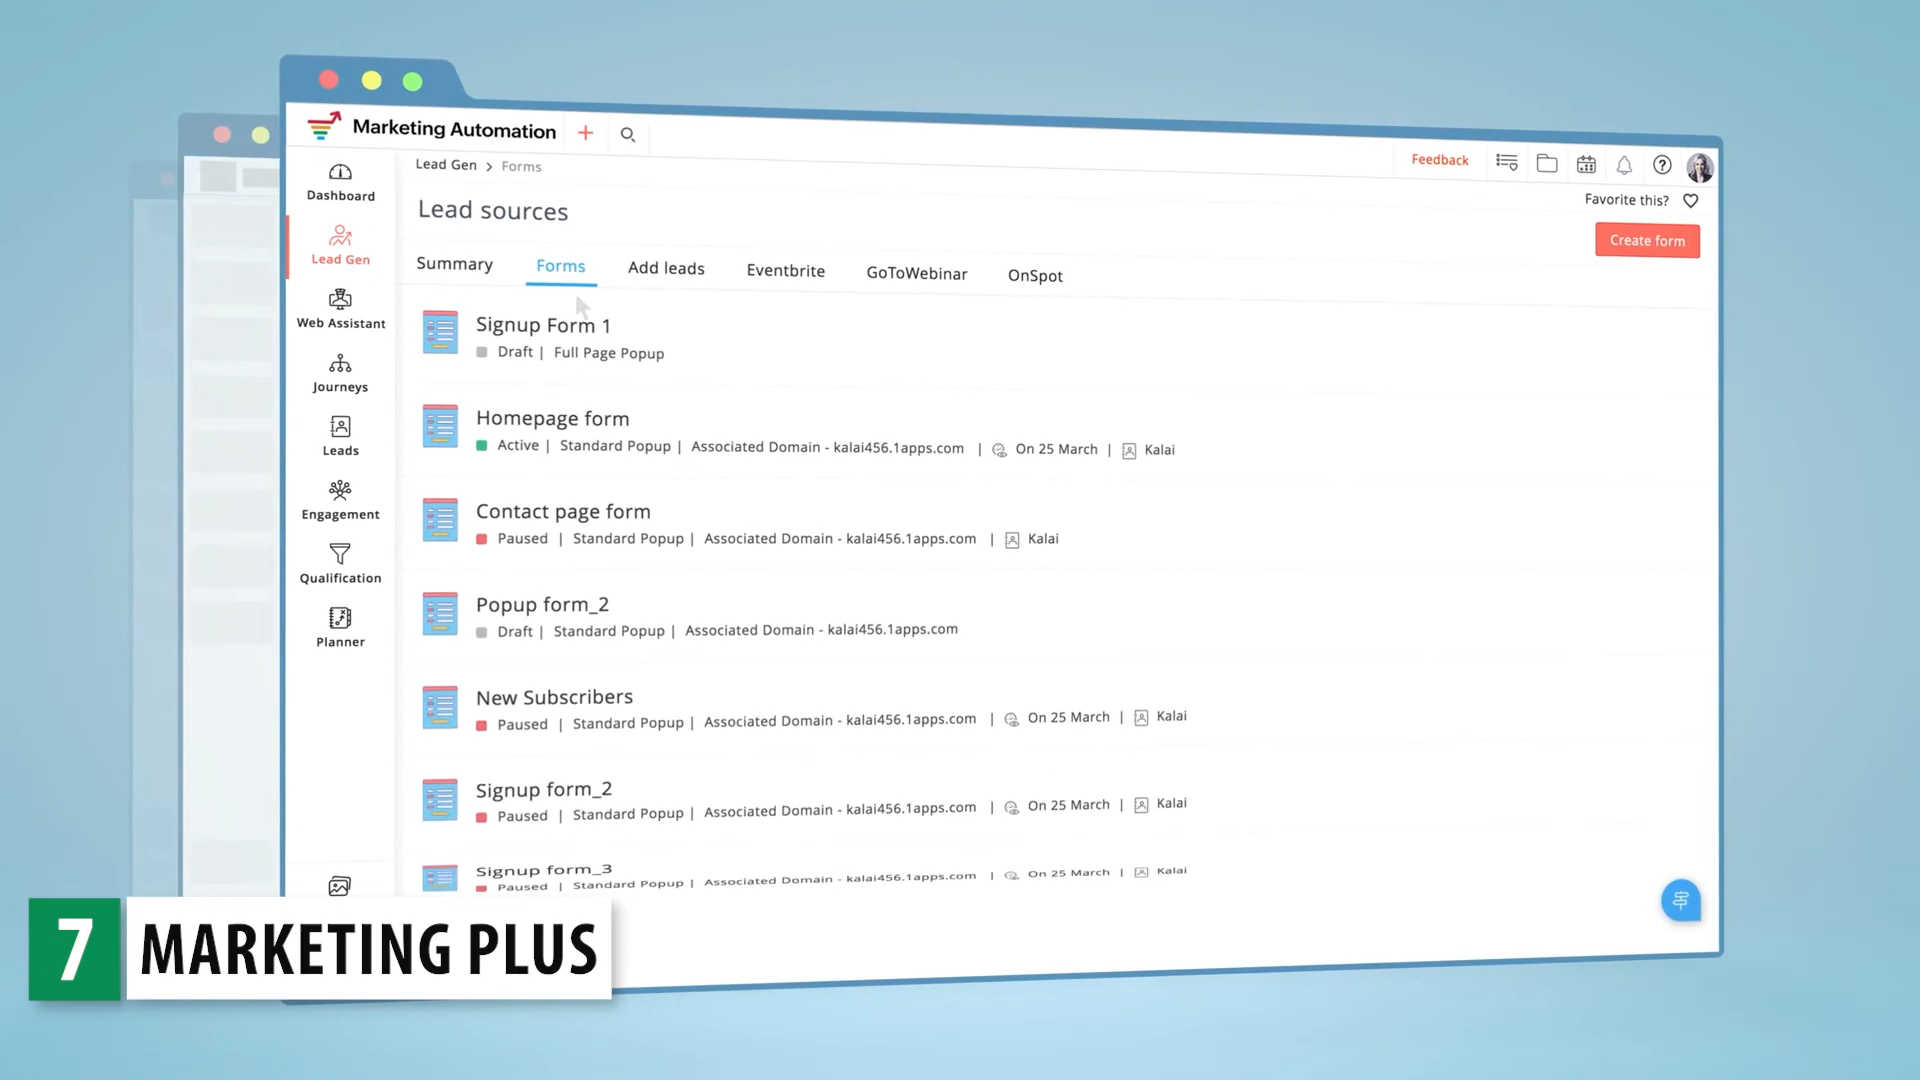 Marketing Automation
Feedback
Dashboard
Lead Gen
Web Assistant
Journeys
Leads
Engagement
Qualification
Planner
Lead Gen > Forms
Favorite this?
Lead sources
Create form
Summary Forms Add leads Eventbrite GoToWebinar OnSpot
Signup Form 1
Draft | Full Page Popup
Homepage form
Active | Standard Popup | Associated Domain - kalai456.1apps.com | On 25 March | Kalai
Contact page form
Paused | Standard Popup | Associated Domain - kalai456.1apps.com | Kalai
Popup form_2
Draft | Standard Popup | Associated Domain - kalai456.1apps.com
New Subscribers
Paused | Standard Popup | Associated Domain - kalai456.1apps.com | On 25 March | Kalai
Signup form_2
Paused | Standard Popup | Associated Domain - kalai456.1apps.com | On 25 March | Kalai
Signup form_3
Paused | Standard Popup | Associated Domain - kalai456.1apps.com | On 25 March | Kalai
7 MARKETING PLUS